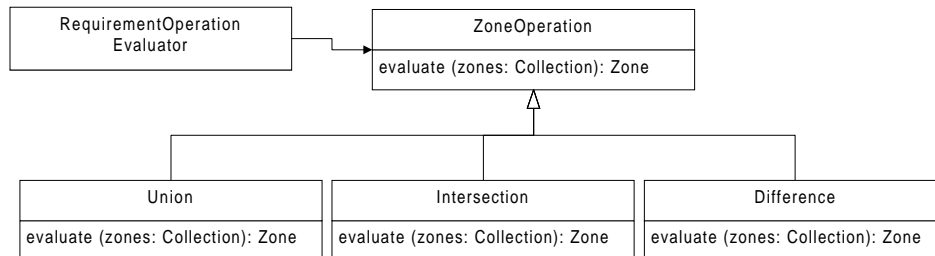 RequirementOperation
Evaluator
ZoneOperation
evaluate (zones: Collection): Zone
Union
evaluate (zones: Collection): Zone
Intersection
evaluate (zones: Collection): Zone
Difference
evaluate (zones: Collection): Zone